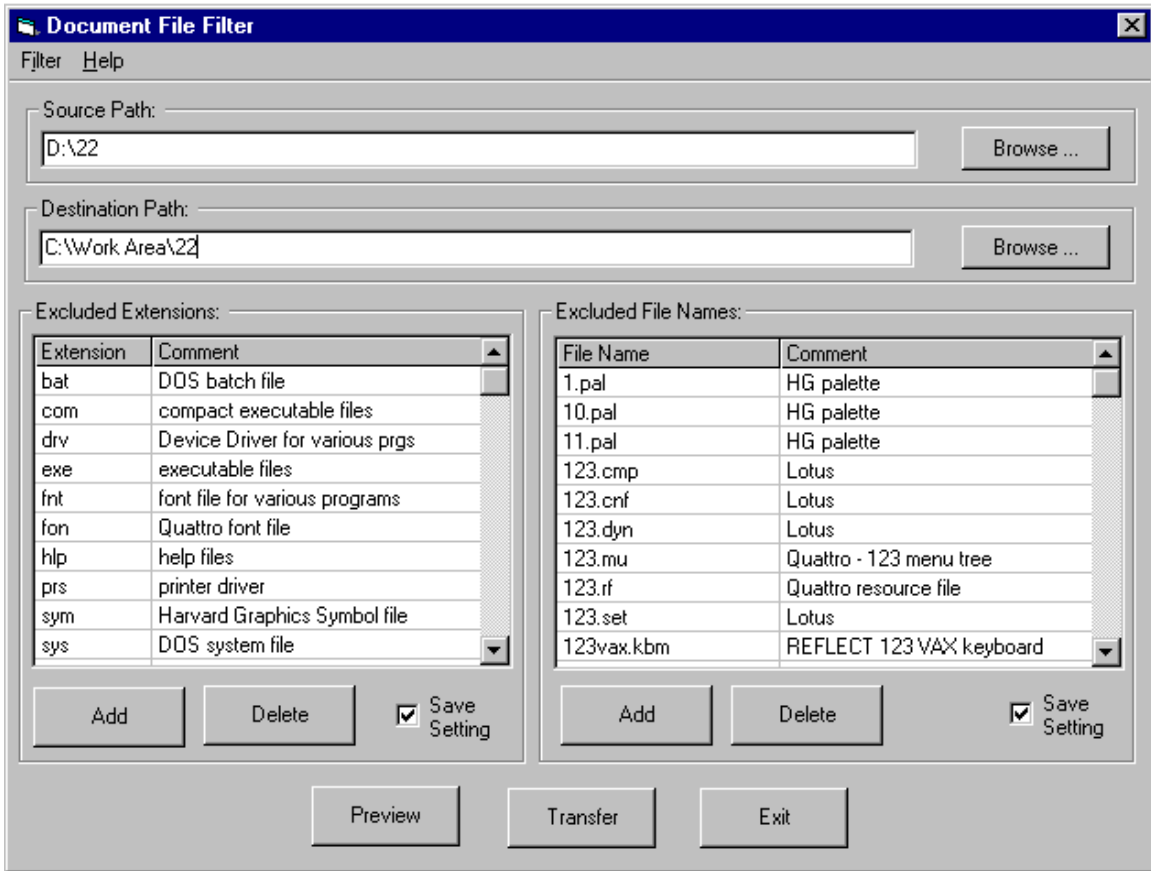 Document File Filter
Filter Help
Source Path:
D:\22
Browse ...
Destination Path:
C:\Work Area\22
Browse ...
Excluded Extensions:
Extension Comment
bat DOS batch file
com compact executable files
drv Device Driver for various prgs
exe executable files
fnt font file for various programs
fon Quattro font file
hlp help files
prs printer driver
sym Harvard Graphics Symbol file
sys DOS system file
Add Delete Save Setting
Excluded File Names:
File Name Comment
1.pal HG palette
10.pal HG palette
11.pal HG palette
123.cmp Lotus
123.cnf Lotus
123.dyn Lotus
123.mu Quattro - 123 menu tree
123.rf Quattro resource file
123.set Lotus
123vax.kbm REFLECT 123 VAX keyboard
Add Delete Save Setting
Preview Transfer Exit